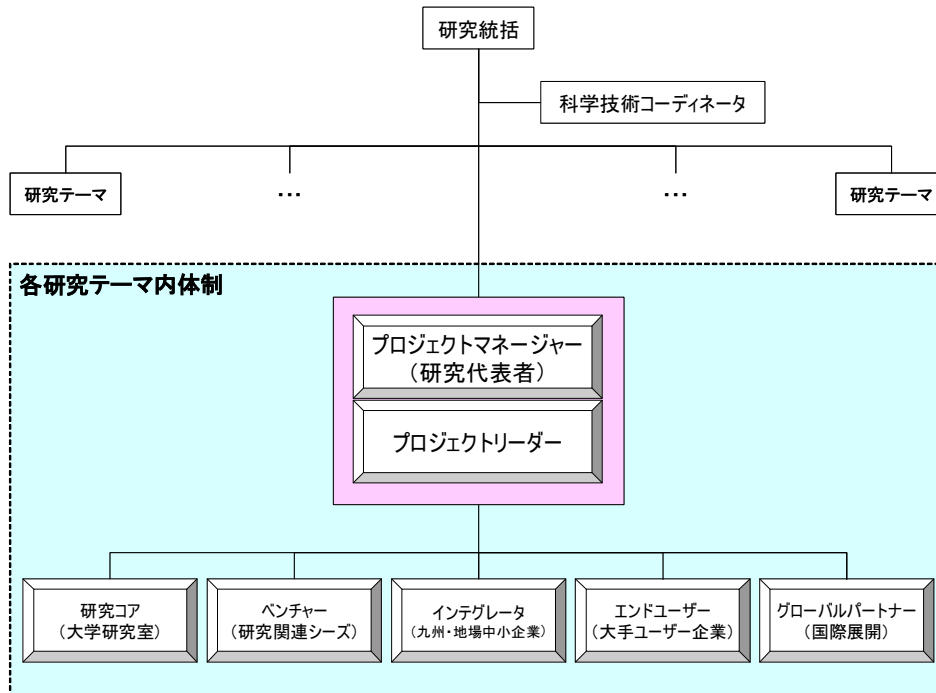 研究統括
科学技術コーディネータ
研究テーマ
…
…
研究テーマ
各研究テーマ内体制
プロジェクトマネージャー
(研究代表者)
プロジェクトリーダー
研究コア
(大学研究室)
ベンチャー
(研究関連シーズ)
インテグレータ
(九州・地場中小企業)
エンドユーザー
(大手ユーザー企業)
グローバルパートナー
(国際展開)